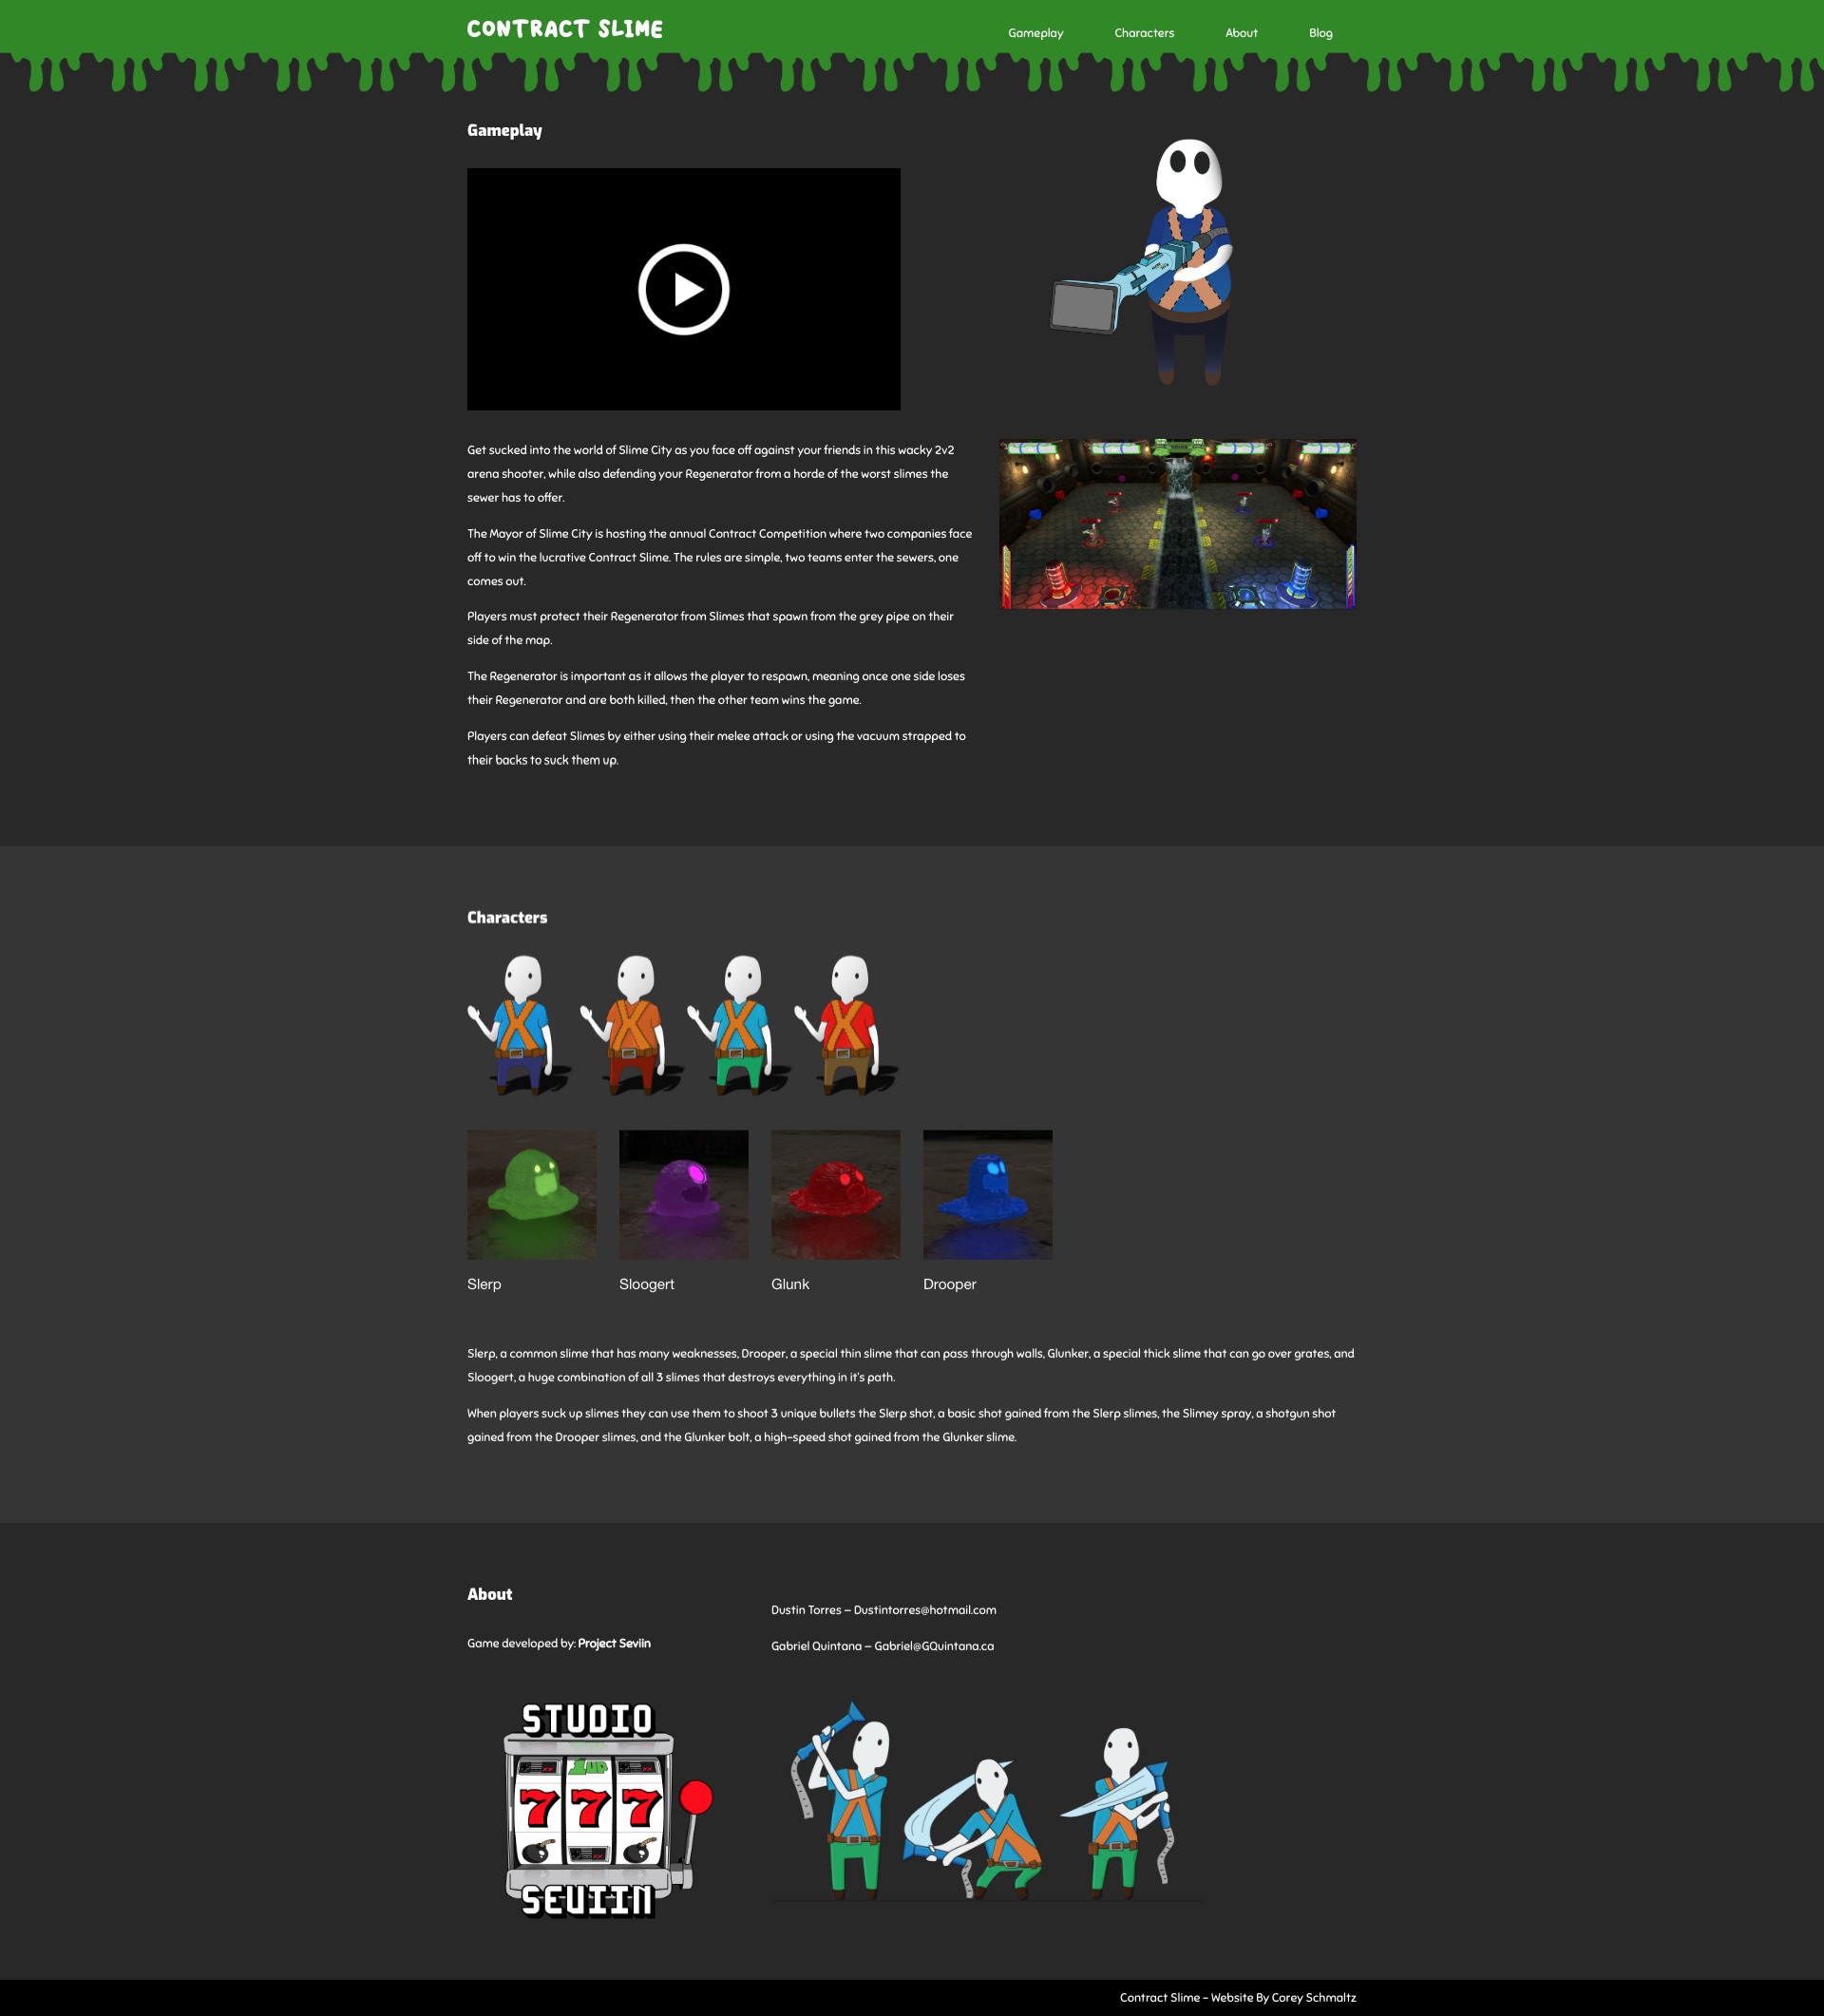 CONTRACT SLIME
Gameplay
Characters
About
Blog
Gameplay
Get sucked into the world of Slime City as you face off against your friends in this wacky 2v2
arena shooter, while also defending your Regenerator from a horde of the worst slimes the
sewer has to offer.
The Mayor of Slime City is hosting the annual Contract Competition where two companies face
off to win the lucrative Contract Slime. The rules are simple, two teams enter the sewers, one
comes out.
Players must protect their Regenerator from Slimes that spawn from the grey pipe on their
side of the map.
The Regenerator is important as it allows the player to respawn, meaning once one side loses
their Regenerator and are both killed, then the other team wins the game.
Players can defeat Slimes by either using their melee attack or using the vacuum strapped to
their backs to suck them up.
Characters
Slerp
Sloogert
Glunk
Drooper
Slerp, a common slime that has many weaknesses, Drooper, a special thin slime that can pass through walls, Glunker, a special thick slime that can go over grates, and
Sloogert, a huge combination of all 3 slimes that destroys everything in it's path.
When players suck up slimes they can use them to shoot 3 unique bullets the Slerp shot, a basic shot gained from the Slerp slimes, the Slimey spray, a shotgun shot
gained from the Drooper slimes, and the Glunker bolt, a high-speed shot gained from the Glunker slime.
About
Game developed by: Project Seviin
Dustin Torres – Dustintorres@hotmail.com
Gabriel Quintana – Gabriel@GQuintana.ca
STUDIO
1UP
7 7 7
SEVIIN
Contract Slime - Website By Corey Schmaltz